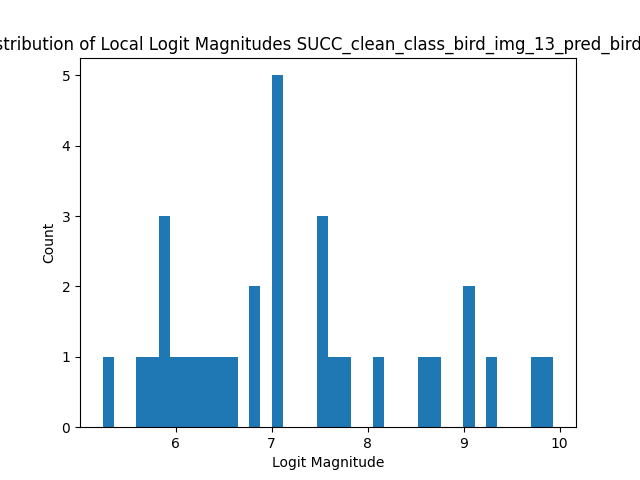 stribution of Local Logit Magnitudes SUCC_clean_class_bird_img_13_pred_bird
5
4
3
2
1
0
Count
6 7 8 9 10
Logit Magnitude